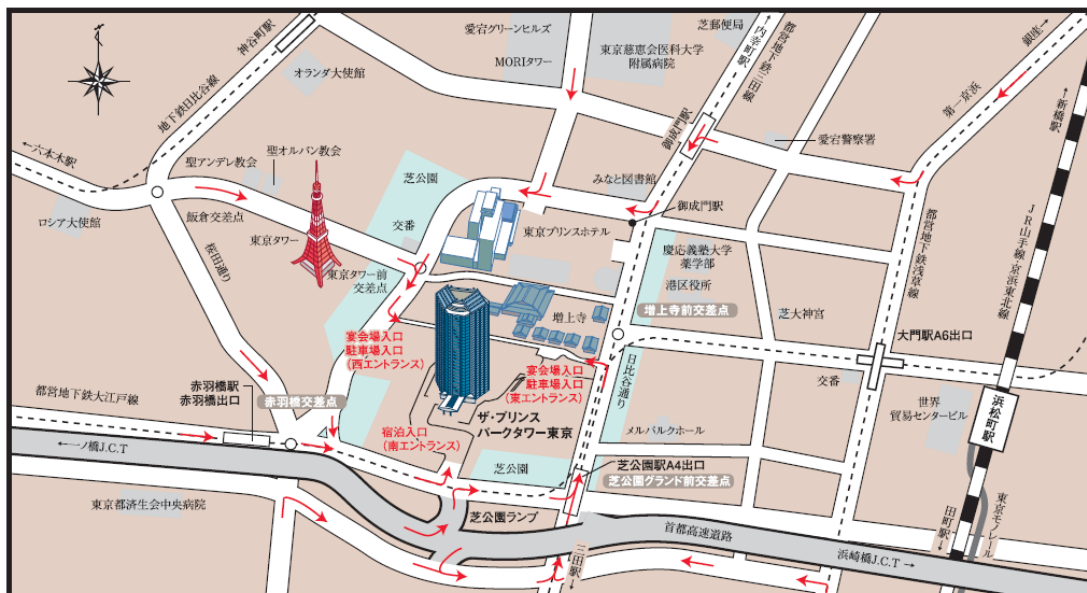 神谷町駅
地下鉄日比谷線
オランダ大使館
愛宕グリーンヒルズ
MORIタワー
東京慈恵会医科大学
附属病院
芝郵便局
↑内幸町駅
都営地下鉄三田線
銀座→
第一京浜
←新橋駅
JR山手線・京浜東北線
御成門駅
愛宕警察署
←六本木駅
聖アンデレ教会
聖オルバン教会
ロシア大使館
飯倉交差点
桜田通り
東京タワー
芝公園
交番
東京タワー前
交差点
みなと図書館
御成門駅
東京プリンスホテル
慶応義塾大学
薬学部
港区役所
増上寺前交差点
都営地下鉄浅草線
芝大神宮
大門駅A6出口
増上寺
宴会場入口
駐車場入口
(西エントランス)
宴会場入口
駐車場入口
(東エントランス)
日比谷通り
交番
世界
貿易センタービル
浜松町駅
都営地下鉄大江戸線
赤羽橋駅
赤羽橋出口
赤羽橋交差点
ザ・プリンス
パークタワー東京
宿泊入口
(南エントランス)
メルパルクホール
芝公園
芝公園駅A4出口
芝公園グランド前交差点
←一ノ橋J.C.T
東京都済生会中央病院
芝公園ランプ
首都高速道路
浜崎橋J.C.T→
三田駅→
田町駅→
東京モノレール